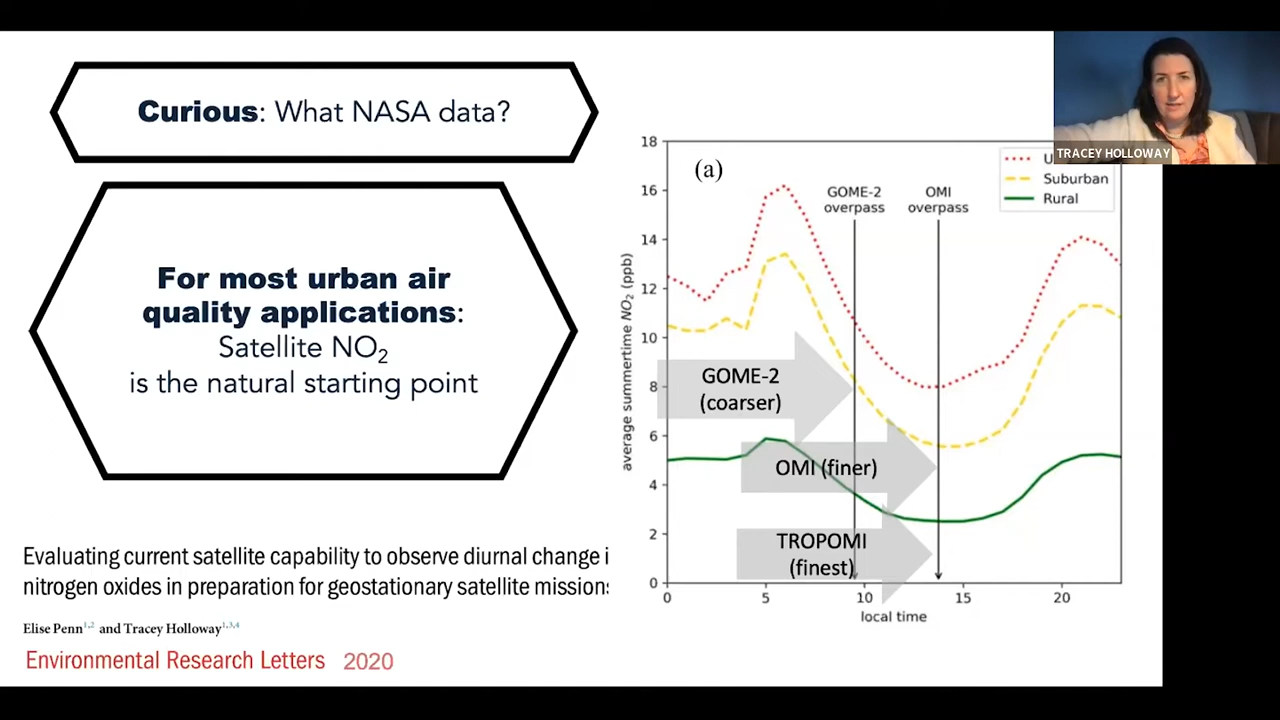 Curious: What NASA data?
For most urban air
quality applications:
Satellite NO2
is the natural starting point
Evaluating current satellite capability to observe diurnal change i
nitrogen oxides in preparation for geostationary satellite mission
Elise Penn1,2 and Tracey Holloway1,3,4
Environmental Research Letters 2020
TRACEY HOLLOWAY
(a)
GOME-2
overpass
OMI
overpass
U
Suburban
Rural
average summertime NO2 (ppb)
18
16
14
12
10
8
6
4
2
0
GOME-2
(coarser)
OMI (finer)
TROPOMI
(finest)
0 5 10 15 20
local time